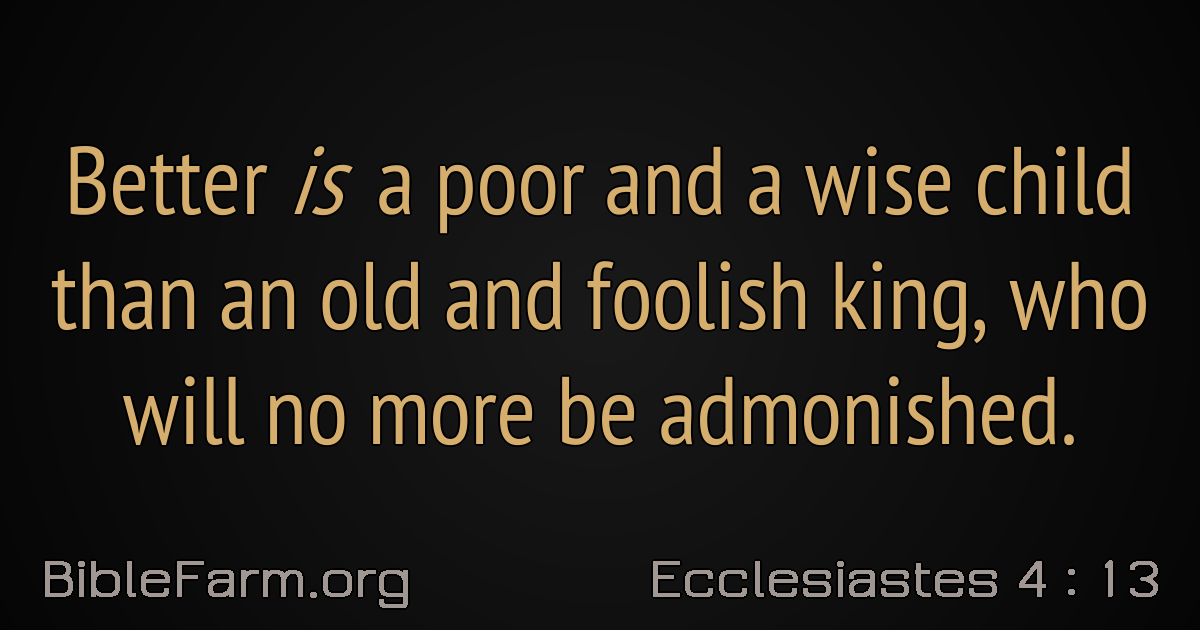 Better is a poor and a wise child
than an old and foolish king, who
will no more be admonished.
BibleFarm.org
Ecclesiastes 4 : 13